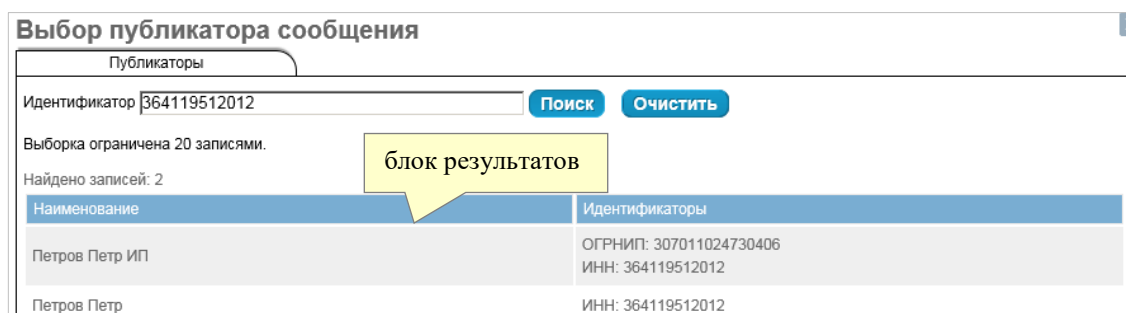 Выбор публикатора сообщения
Публикаторы
Идентификатор 364119512012 Поиск Очистить
Выборка ограничена 20 записями.
блок результатов
Найдено записей: 2
Наименование Идентификаторы
Петров Петр ИП ОГРНИП: 307011024730406
ИНН: 364119512012
Петров Петр ИНН: 364119512012